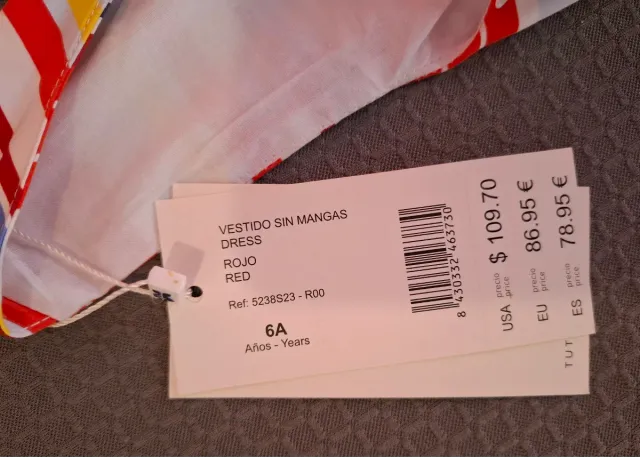 VESTIDO SIN MANGAS
DRESS
ROJO
RED
Ref: 5238S23 - R00
6A
Años - Years
8 430332 463730
USA precio price $ 109.70
EU precio price 86.95 €
ES precio price 78.95 €
TUT